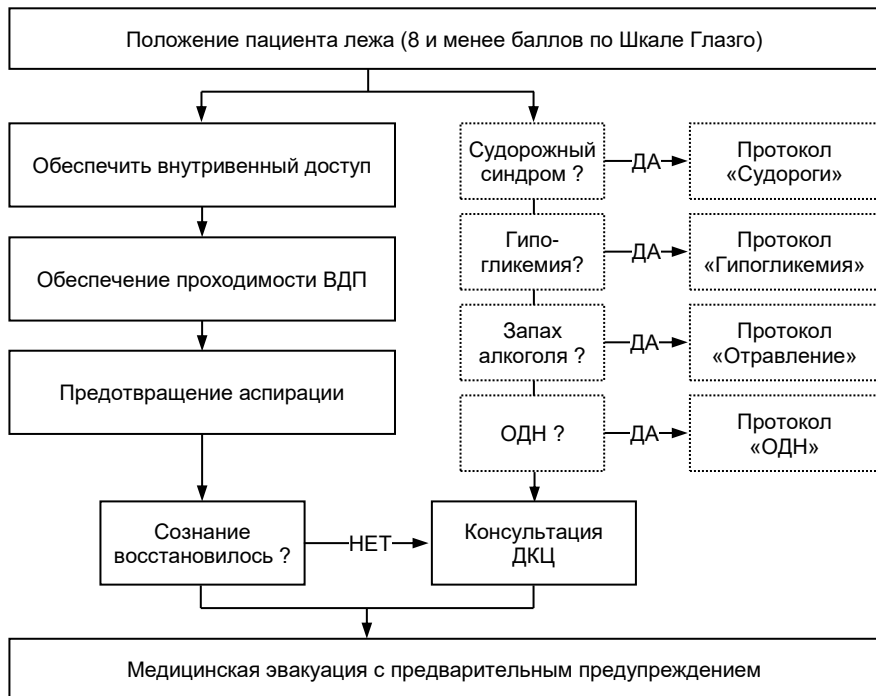 Положение пациента лежа (8 и менее баллов по Шкале Глазго)
Обеспечить внутривенный доступ
Обеспечение проходимости ВДП
Предотвращение аспирации
Сознание
восстановилось ?
НЕТ
Судорожный
синдром ?
ДА
Протокол
«Судороги»
Гипо-
гликемия?
ДА
Протокол
«Гипогликемия»
Запах
алкоголя ?
ДА
Протокол
«Отравление»
ОДН ?
ДА
Протокол
«ОДН»
Консультация
ДКЦ
Медицинская эвакуация с предварительным предупреждением